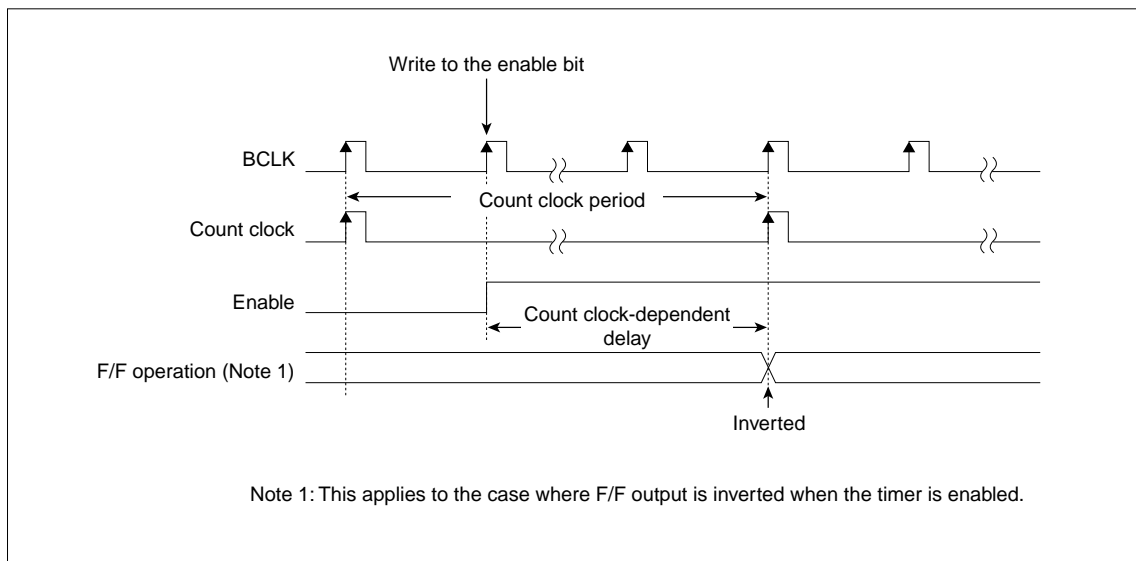 Write to the enable bit
BCLK
Count clock period
Count clock
Enable
Count clock-dependent
delay
F/F operation (Note 1)
Inverted
Note 1: This applies to the case where F/F output is inverted when the timer is enabled.